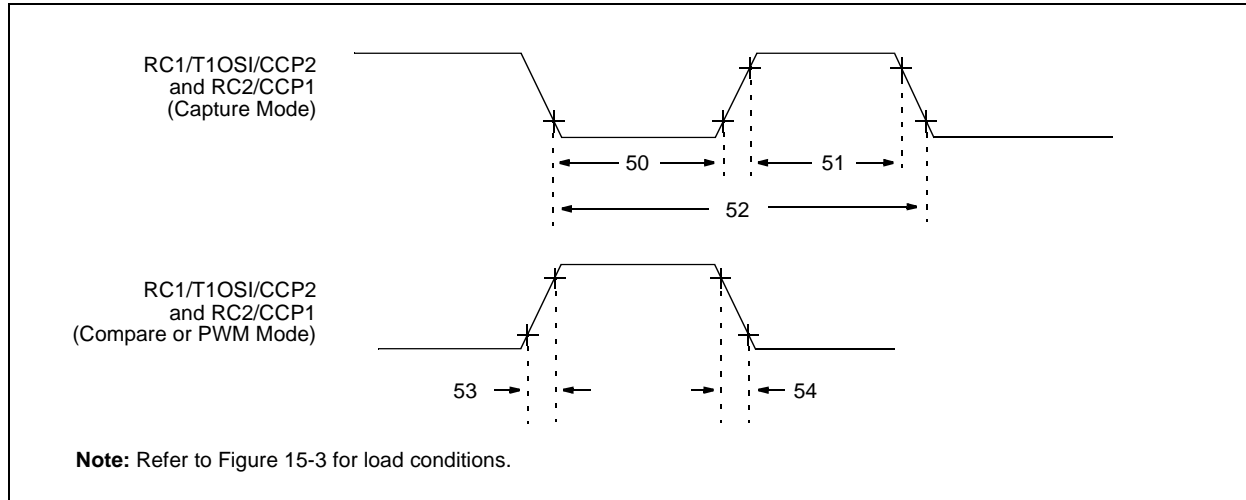 RC1/T1OSI/CCP2
and RC2/CCP1
(Capture Mode)
50
51
52
RC1/T1OSI/CCP2
and RC2/CCP1
(Compare or PWM Mode)
53
54
Note: Refer to Figure 15-3 for load conditions.